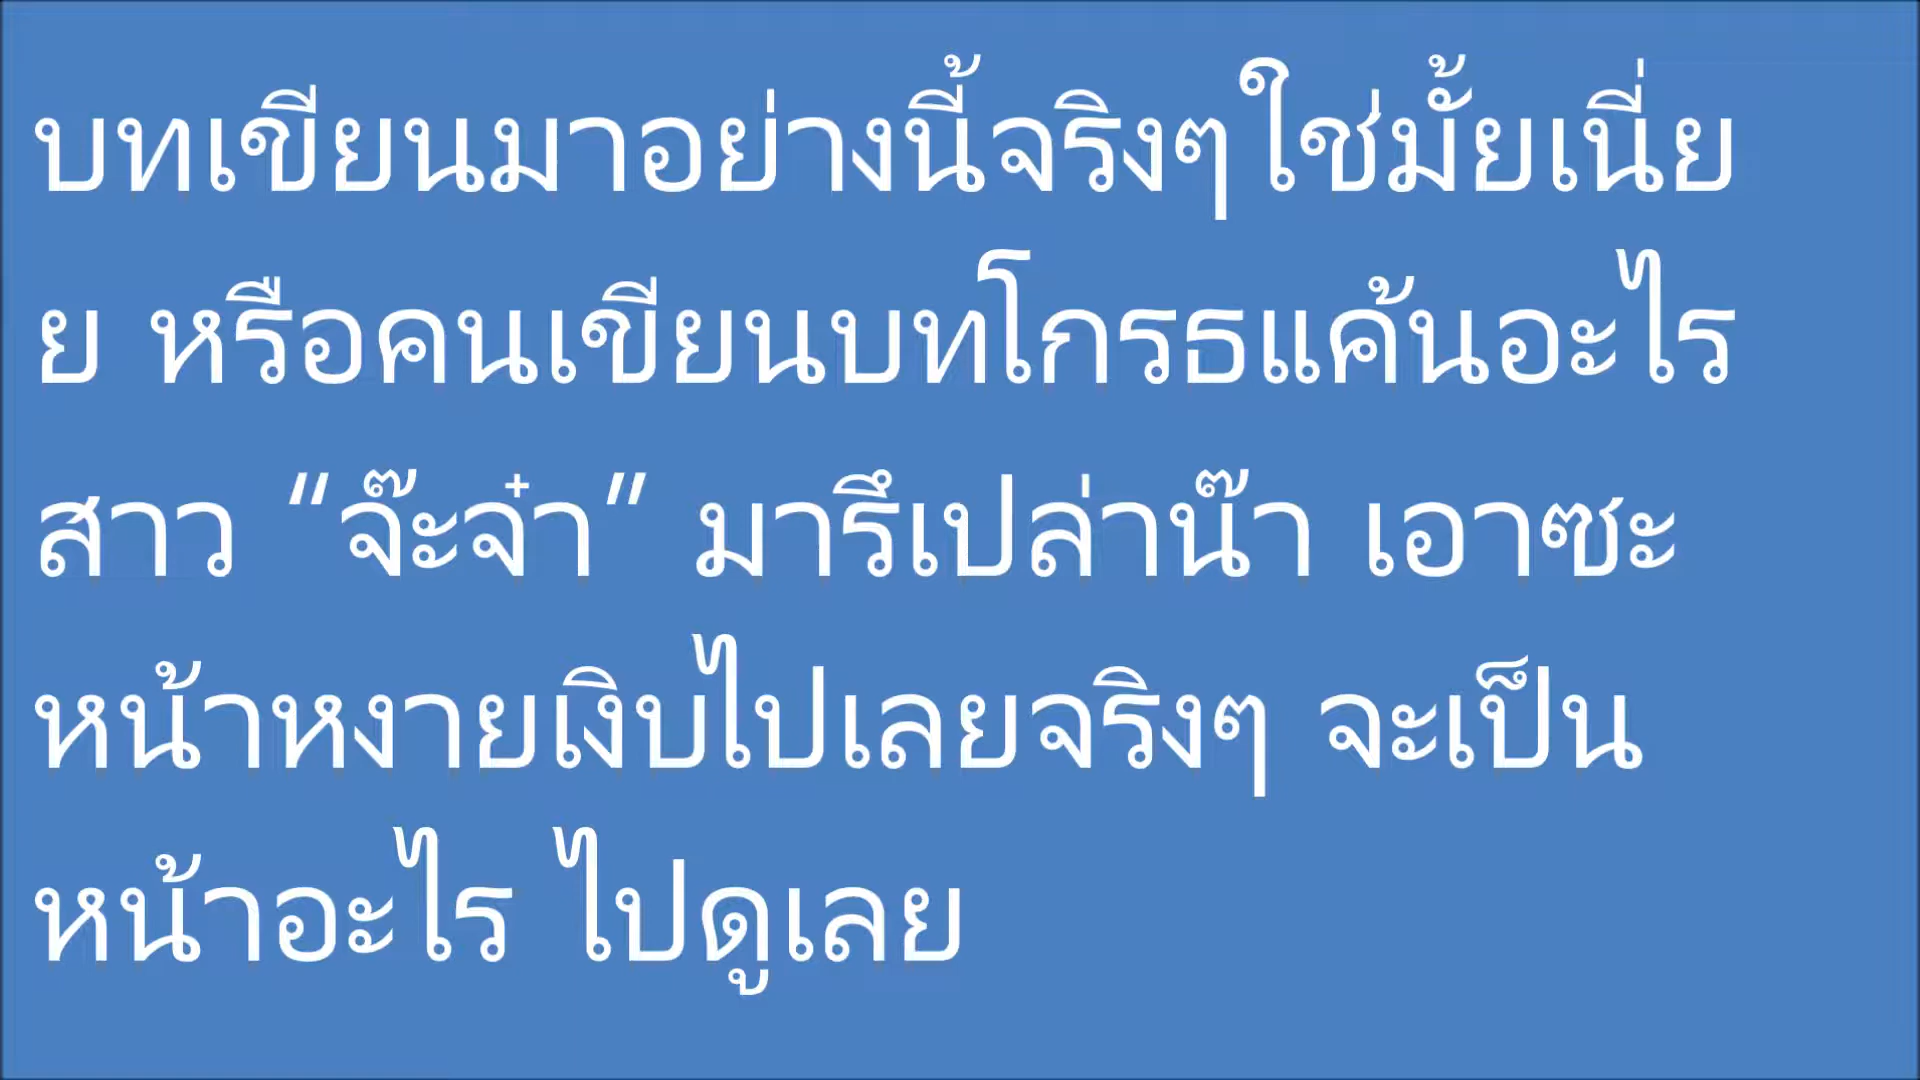 บทเขียนมาอย่างนี้จริงๆใช่มั้ยเนี่ย
ย หรือคนเขียนบทโกรธแค้นอะไร
สาว “จ๊ะจ๋า” มารึเปล่าน๊า เอาซะ
หน้าหงายเงิบไปเลยจริงๆ จะเป็น
หน้าอะไร ไปดูเลย